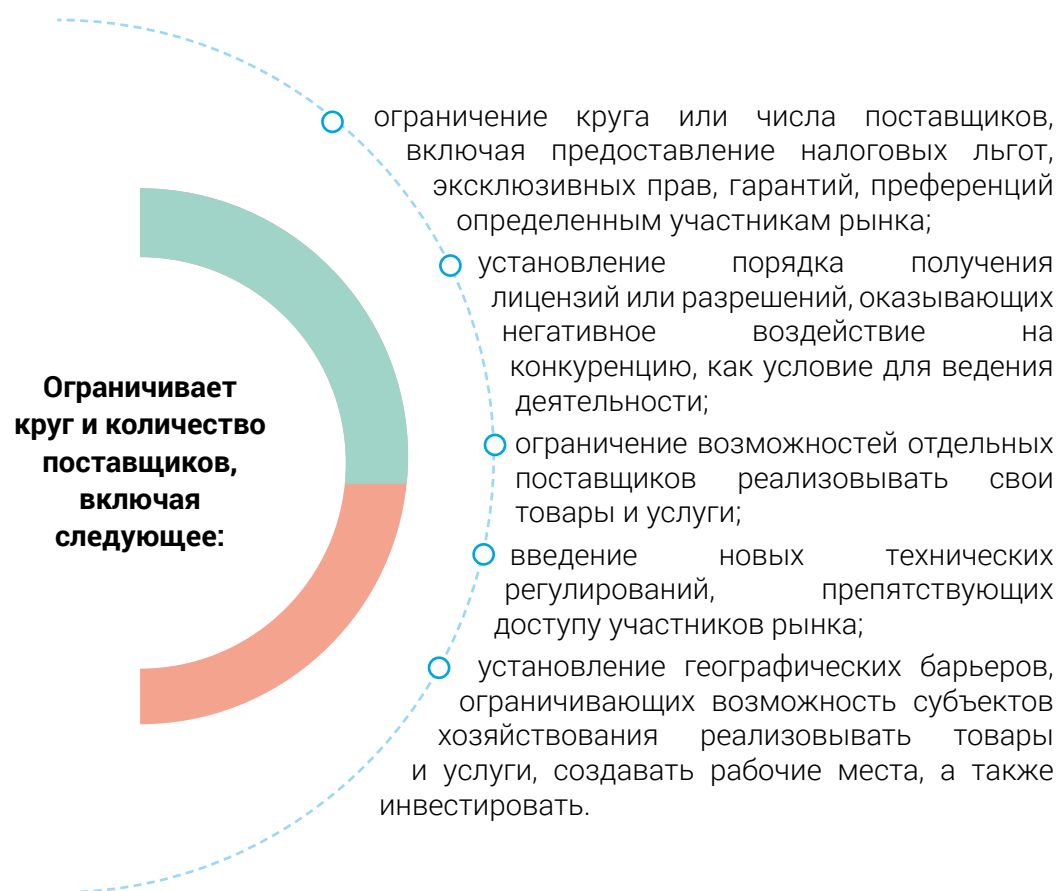 Ограничивает
круг и количество
поставщиков,
включая
следующее:
ограничение круга или числа поставщиков,
включая предоставление налоговых льгот,
эксклюзивных прав, гарантий, преференций
определенным участникам рынка;
установление порядка получения
лицензий или разрешений, оказывающих
негативное воздействие на
конкуренцию, как условие для ведения
деятельности;
ограничение возможностей отдельных
поставщиков реализовывать свои
товары и услуги;
введение новых технических
регулирований, препятствующих
доступу участников рынка;
установление географических барьеров,
ограничивающих возможность субъектов
хозяйствования реализовывать товары
и услуги, создавать рабочие места, а также
инвестировать.